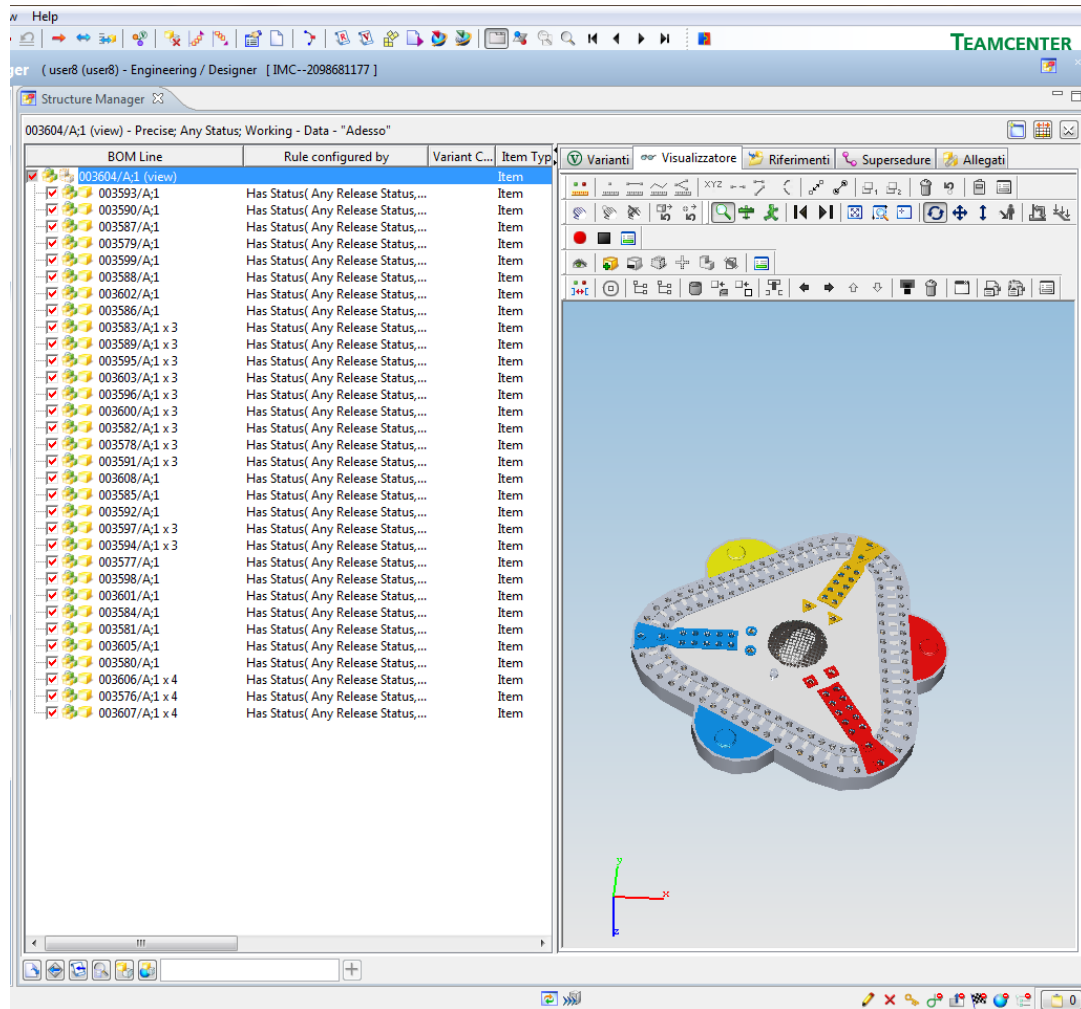 w Help
TEAMCENTER
er ( user8 (user8) - Engineering / Designer [ IMC--2098681177 ]
Structure Manager
003604/A;1 (view) - Precise; Any Status; Working - Data - "Adesso"
BOM Line Rule configured by Variant C... Item Typ
003604/A;1 (view) Item
003593/A;1 Has Status( Any Release Status,... Item
003590/A;1 Has Status( Any Release Status,... Item
003587/A;1 Has Status( Any Release Status,... Item
003579/A;1 Has Status( Any Release Status,... Item
003599/A;1 Has Status( Any Release Status,... Item
003588/A;1 Has Status( Any Release Status,... Item
003602/A;1 Has Status( Any Release Status,... Item
003586/A;1 Has Status( Any Release Status,... Item
003583/A;1 x 3 Has Status( Any Release Status,... Item
003589/A;1 x 3 Has Status( Any Release Status,... Item
003595/A;1 x 3 Has Status( Any Release Status,... Item
003603/A;1 x 3 Has Status( Any Release Status,... Item
003596/A;1 x 3 Has Status( Any Release Status,... Item
003600/A;1 x 3 Has Status( Any Release Status,... Item
003582/A;1 x 3 Has Status( Any Release Status,... Item
003578/A;1 x 3 Has Status( Any Release Status,... Item
003591/A;1 x 3 Has Status( Any Release Status,... Item
003608/A;1 Has Status( Any Release Status,... Item
003585/A;1 Has Status( Any Release Status,... Item
003592/A;1 Has Status( Any Release Status,... Item
003597/A;1 x 3 Has Status( Any Release Status,... Item
003594/A;1 x 3 Has Status( Any Release Status,... Item
003577/A;1 Has Status( Any Release Status,... Item
003598/A;1 Has Status( Any Release Status,... Item
003601/A;1 Has Status( Any Release Status,... Item
003584/A;1 Has Status( Any Release Status,... Item
003581/A;1 Has Status( Any Release Status,... Item
003605/A;1 Has Status( Any Release Status,... Item
003580/A;1 Has Status( Any Release Status,... Item
003606/A;1 x 4 Has Status( Any Release Status,... Item
003576/A;1 x 4 Has Status( Any Release Status,... Item
003607/A;1 x 4 Has Status( Any Release Status,... Item
Varianti Visualizzatore Riferimenti Supersedure Allegati
XYZ
y
x
z
0